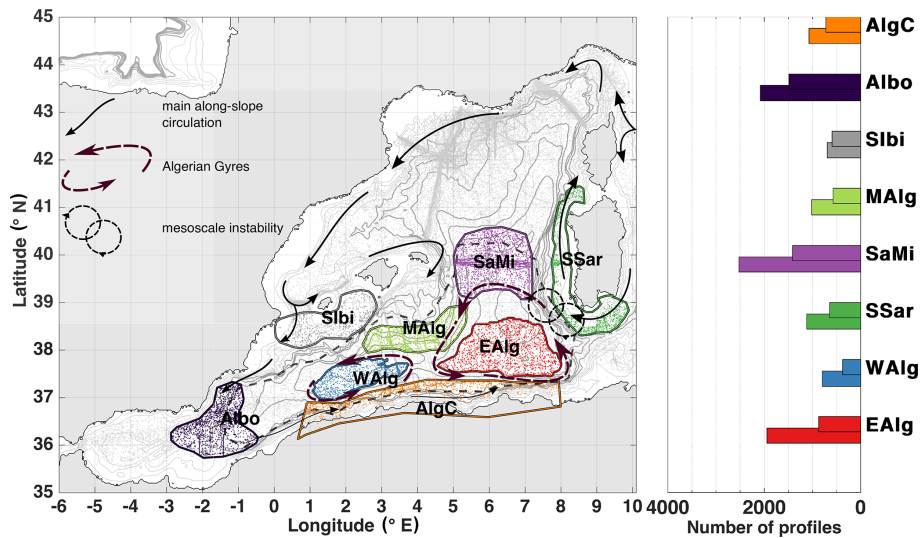 45
44
43
42
41
40
39
38
37
36
35
Latitude (° N)
main along-slope
circulation
Algerian Gyres
mesoscale instability
SaMi
SSar
SIbi
MAlg
EAlg
WAlg
AlgC
Albo
-6 -5 -4 -3 -2 -1 0 1 2 3 4 5 6 7 8 9 10
Longitude (° E)
AlgC
Albo
SIbi
MAlg
SaMi
SSar
WAlg
EAlg
4000 2000 0
Number of profiles